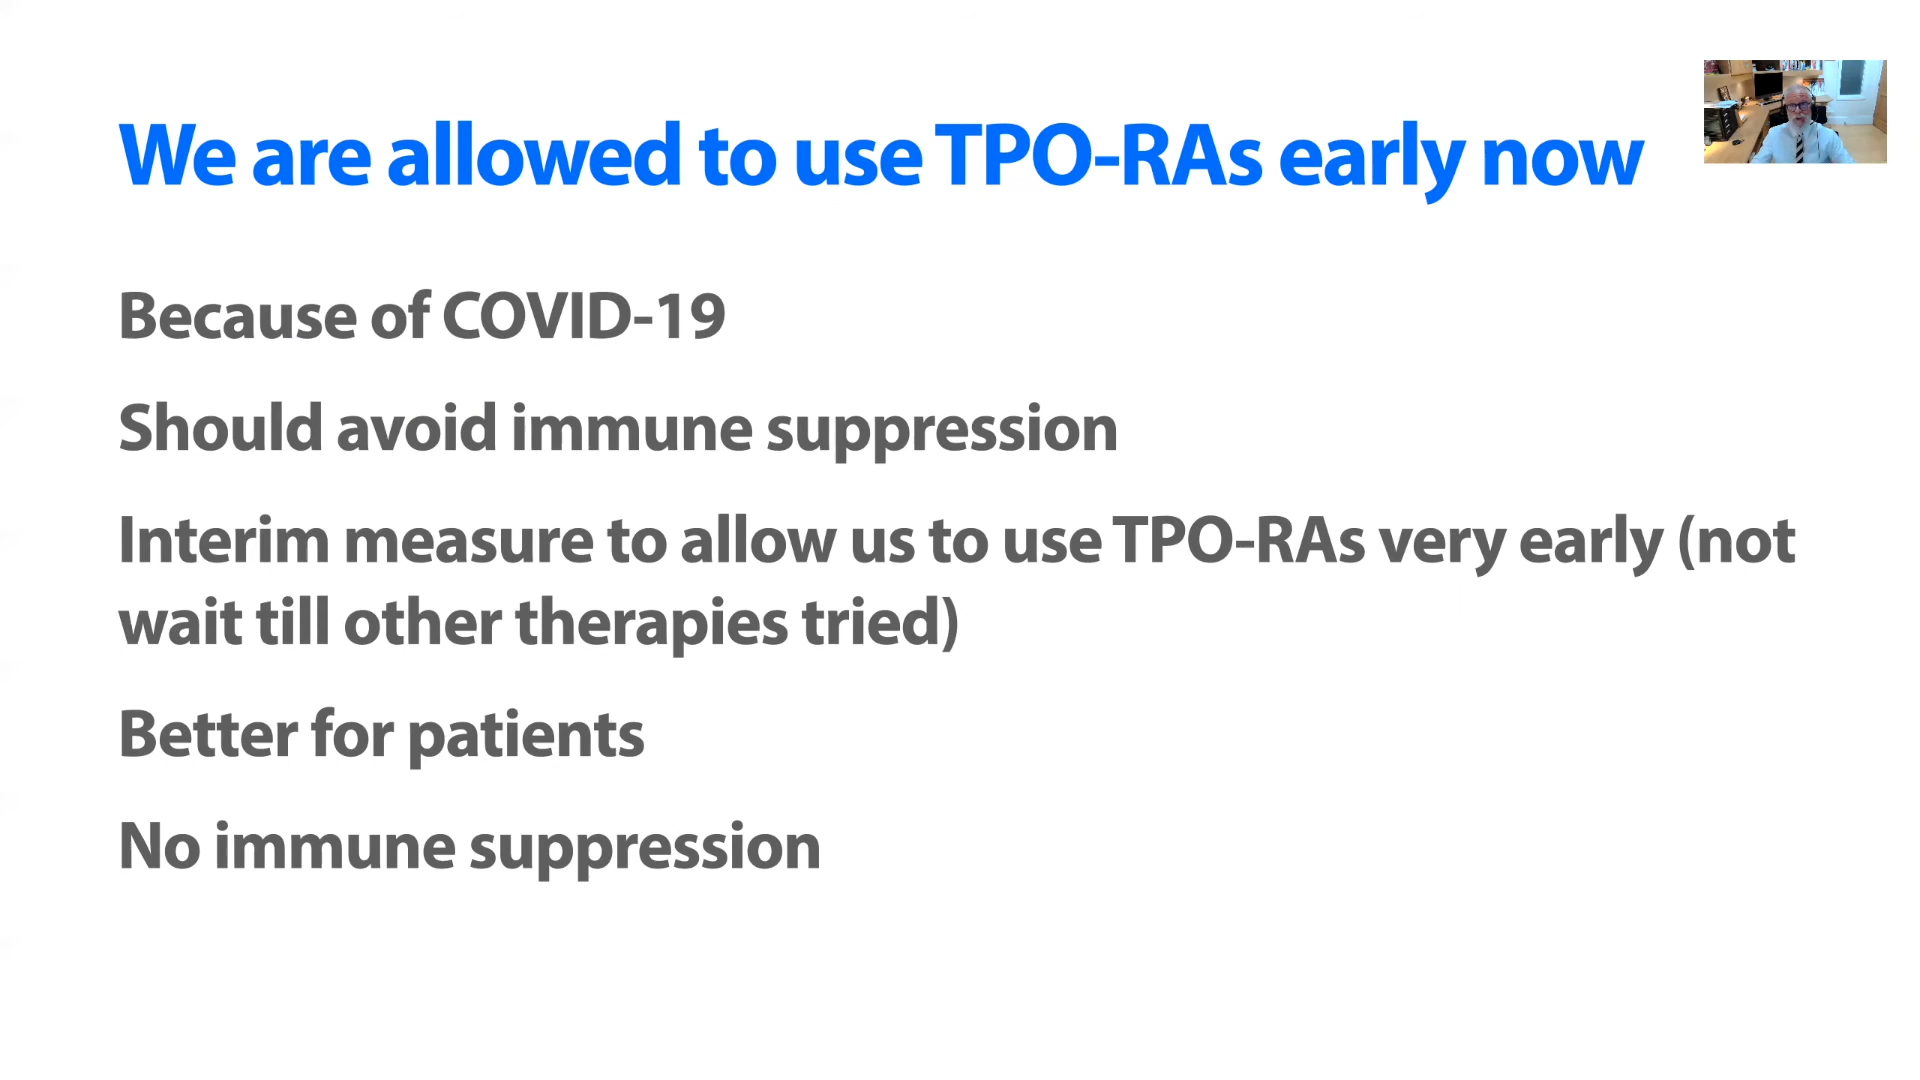 We are allowed to use TPO-RAs early now
Because of COVID-19
Should avoid immune suppression
Interim measure to allow us to use TPO-RAs very early (not
wait till other therapies tried)
Better for patients
No immune suppression